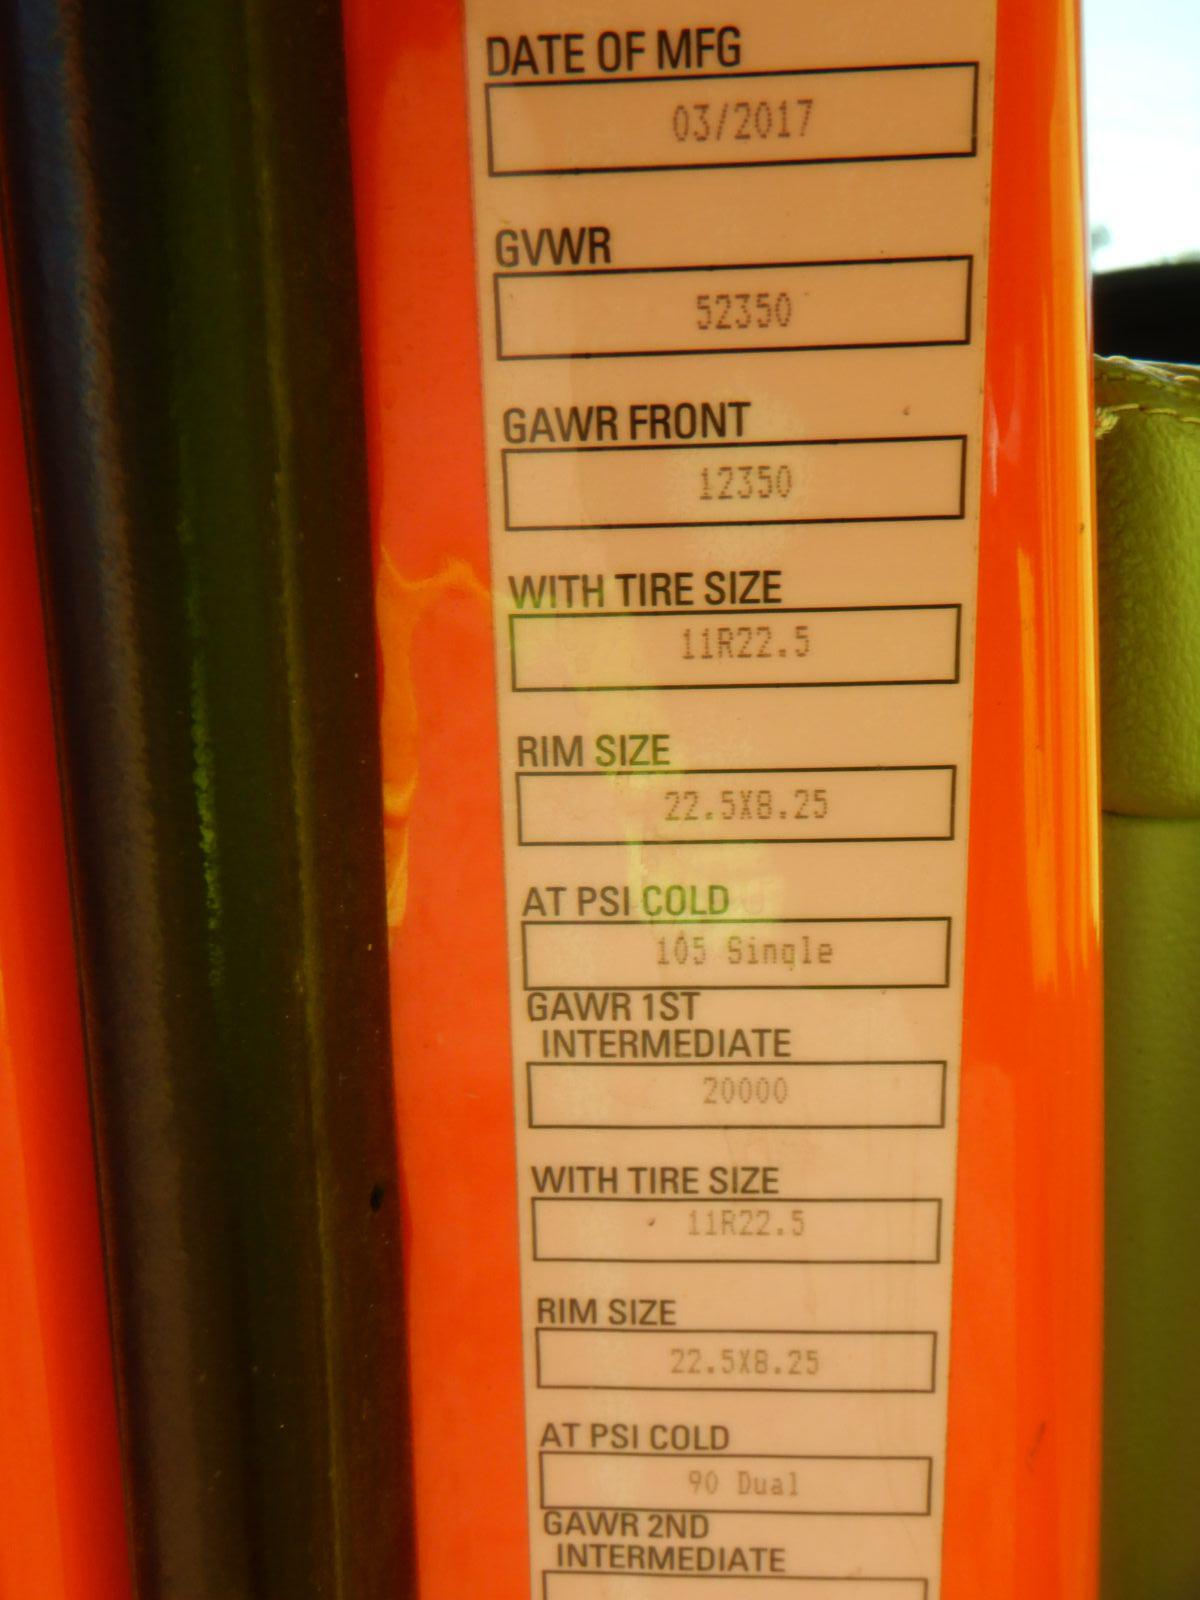 DATE OF MFG
03/2017
GVWR
52350
GAWR FRONT
12350
WITH TIRE SIZE
11R22.5
RIM SIZE
22.5X8.25
AT PSI COLD
105 Single
GAWR 1ST
INTERMEDIATE
20000
WITH TIRE SIZE
11R22.5
RIM SIZE
22.5X8.25
AT PSI COLD
90 Dual
GAWR 2ND
INTERMEDIATE